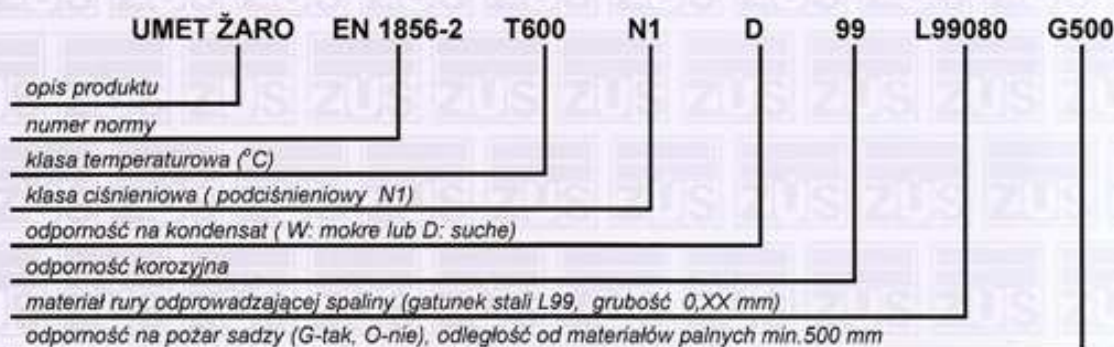 UMET ŻARO EN 1856-2 T600 N1 D 99 L99080 G500
opis produktu
numer normy
klasa temperaturowa (°C)
klasa ciśnieniowa ( podciśnieniowy N1)
odporność na kondensat ( W: mokre lub D: suche)
odporność korozyjna
materiał rury odprowadzającej spaliny (gatunek stali L99, grubość 0,XX mm)
odporność na pożar sadzy (G-tak, O-nie), odległość od materiałów palnych min.500 mm